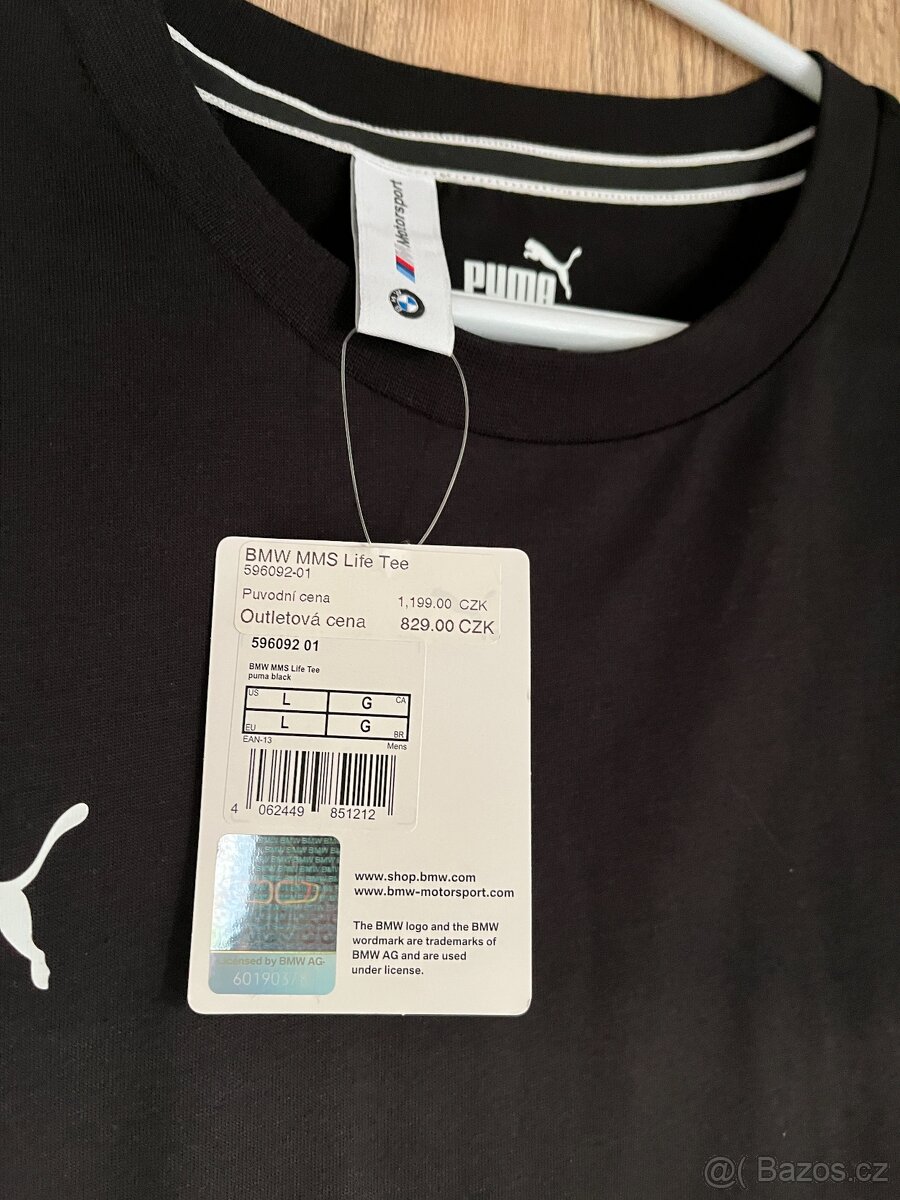 Motorsport
BMW
PUMA
BMW MMS Life Tee
596092-01
Puvodní cena 1,199.00 CZK
Outletová cena 829.00 CZK
596092 01
BMW MMS Life Tee
puma black
US L G CA
EU L G BR
EAN-13 Mens
4 062449 851212
Licensed by BMW AG
www.shop.bmw.com
www.bmw-motorsport.com
The BMW logo and the BMW
wordmark are trademarks of
BMW AG and are used
under license.
@( Bazos.cz